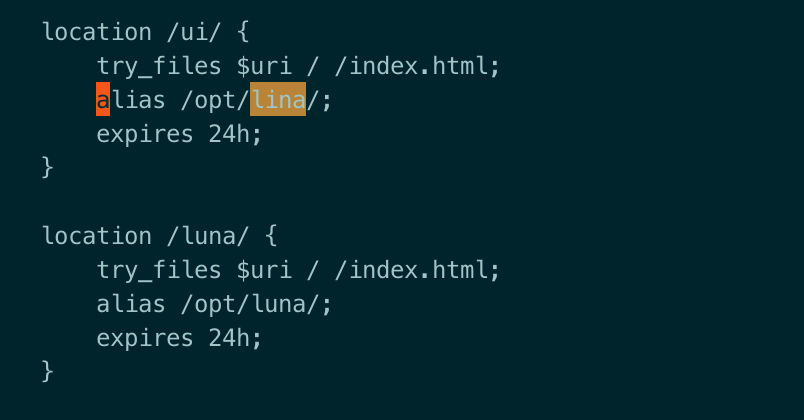 location /ui/ {
    try_files $uri / /index.html;
    alias /opt/lina/;
    expires 24h;
}

location /luna/ {
    try_files $uri / /index.html;
    alias /opt/luna/;
    expires 24h;
}